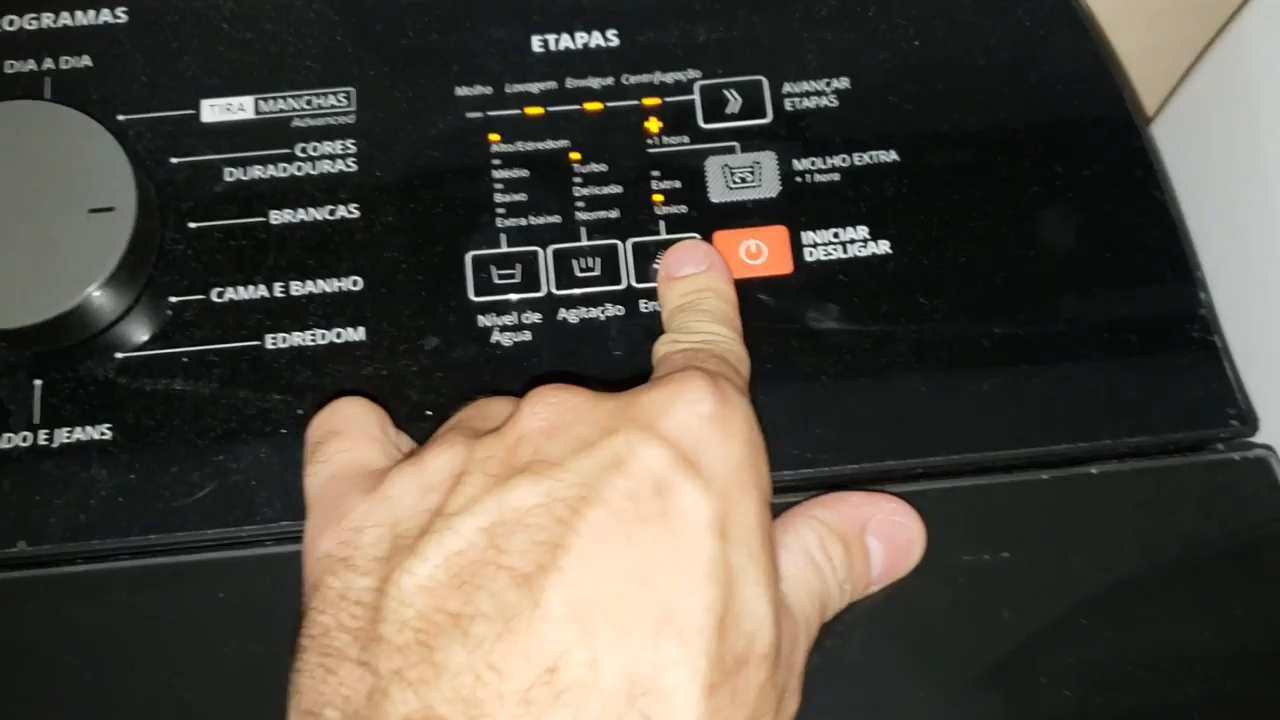 OGRAMAS
DIA A DIA
TIRA MANCHAS
Advanced
CORES
DURADOURAS
BRANCAS
CAMA E BANHO
EDREDOM
DO E JEANS
ETAPAS
Molho Lavagem Enxágue Centrifugação
AVANÇAR
ETAPAS
+1 hora
MOLHO EXTRA
+ 1 hora
Alto/Edredom
Médio
Baixo
Extra baixo
Turbo
Delicada
Normal
Extra
Único
INICIAR
DESLIGAR
Nível de
Água
Agitação
En